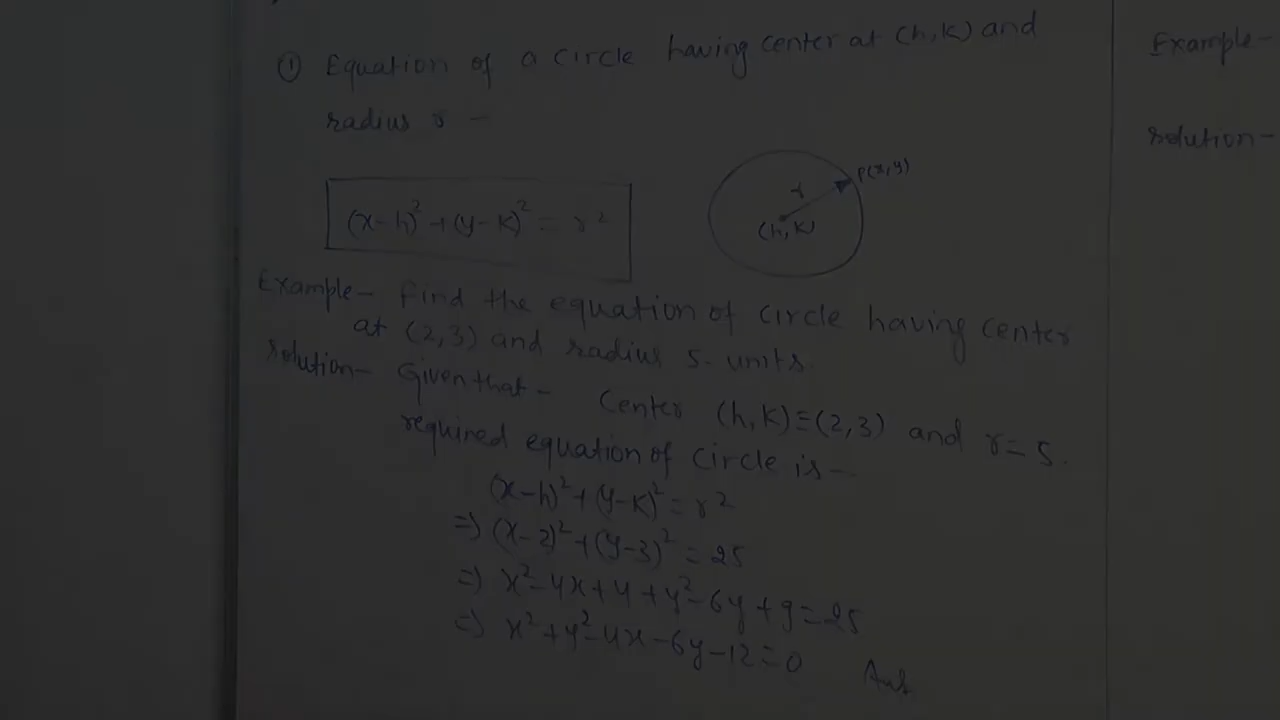 ① Equation of a circle having center at (h,k) and
radius r –
(x-h)² + (y-k)² = r²
r
P(x,y)
(h,k)
Example – Find the equation of circle having center
at (2,3) and radius 5 units.
solution – Given that – Center (h,k)=(2,3) and r=5.
required equation of circle is –
(x-h)² + (y-k)² = r²
⇒ (x-2)² + (y-3)² = 25
⇒ x²-4x+4+y²-6y+9=25
⇒ x²+y²-4x-6y-12=0 Ans
Example –
solution –